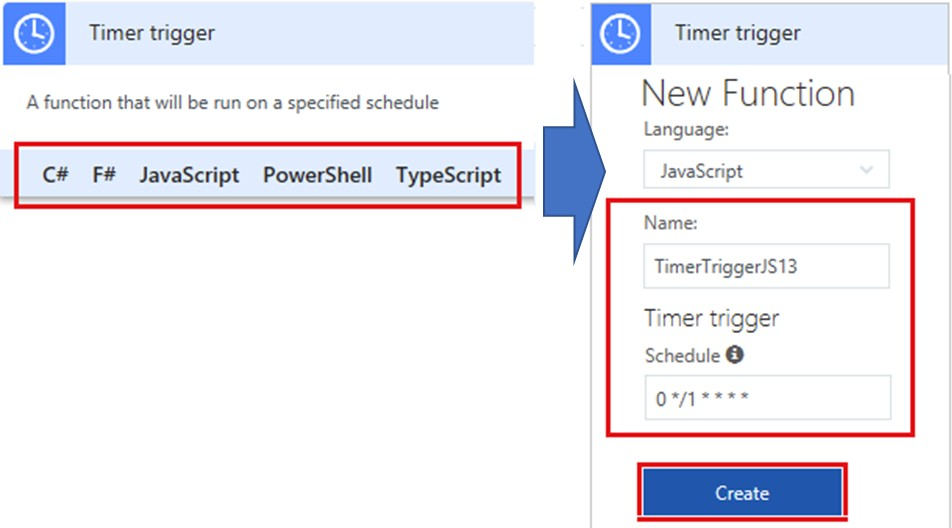 Timer trigger
A function that will be run on a specified schedule
C# F# JavaScript PowerShell TypeScript
Timer trigger
New Function
Language:
JavaScript
Name:
TimerTriggerJS13
Timer trigger
Schedule
0 */1 * * * *
Create